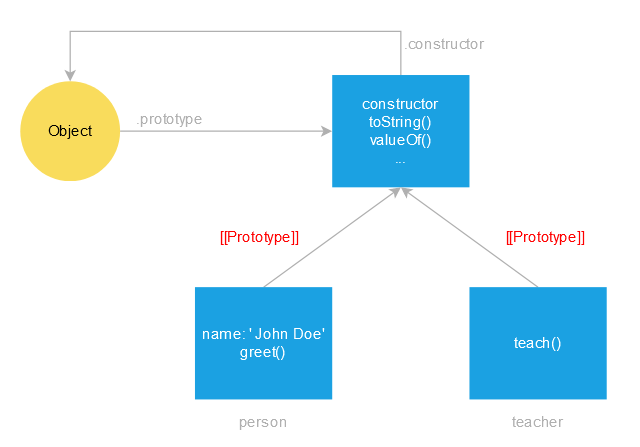 .constructor
Object
.prototype
constructor
toString()
valueOf()
...
[[Prototype]]
[[Prototype]]
name: ' John Doe'
greet()
teach()
person
teacher